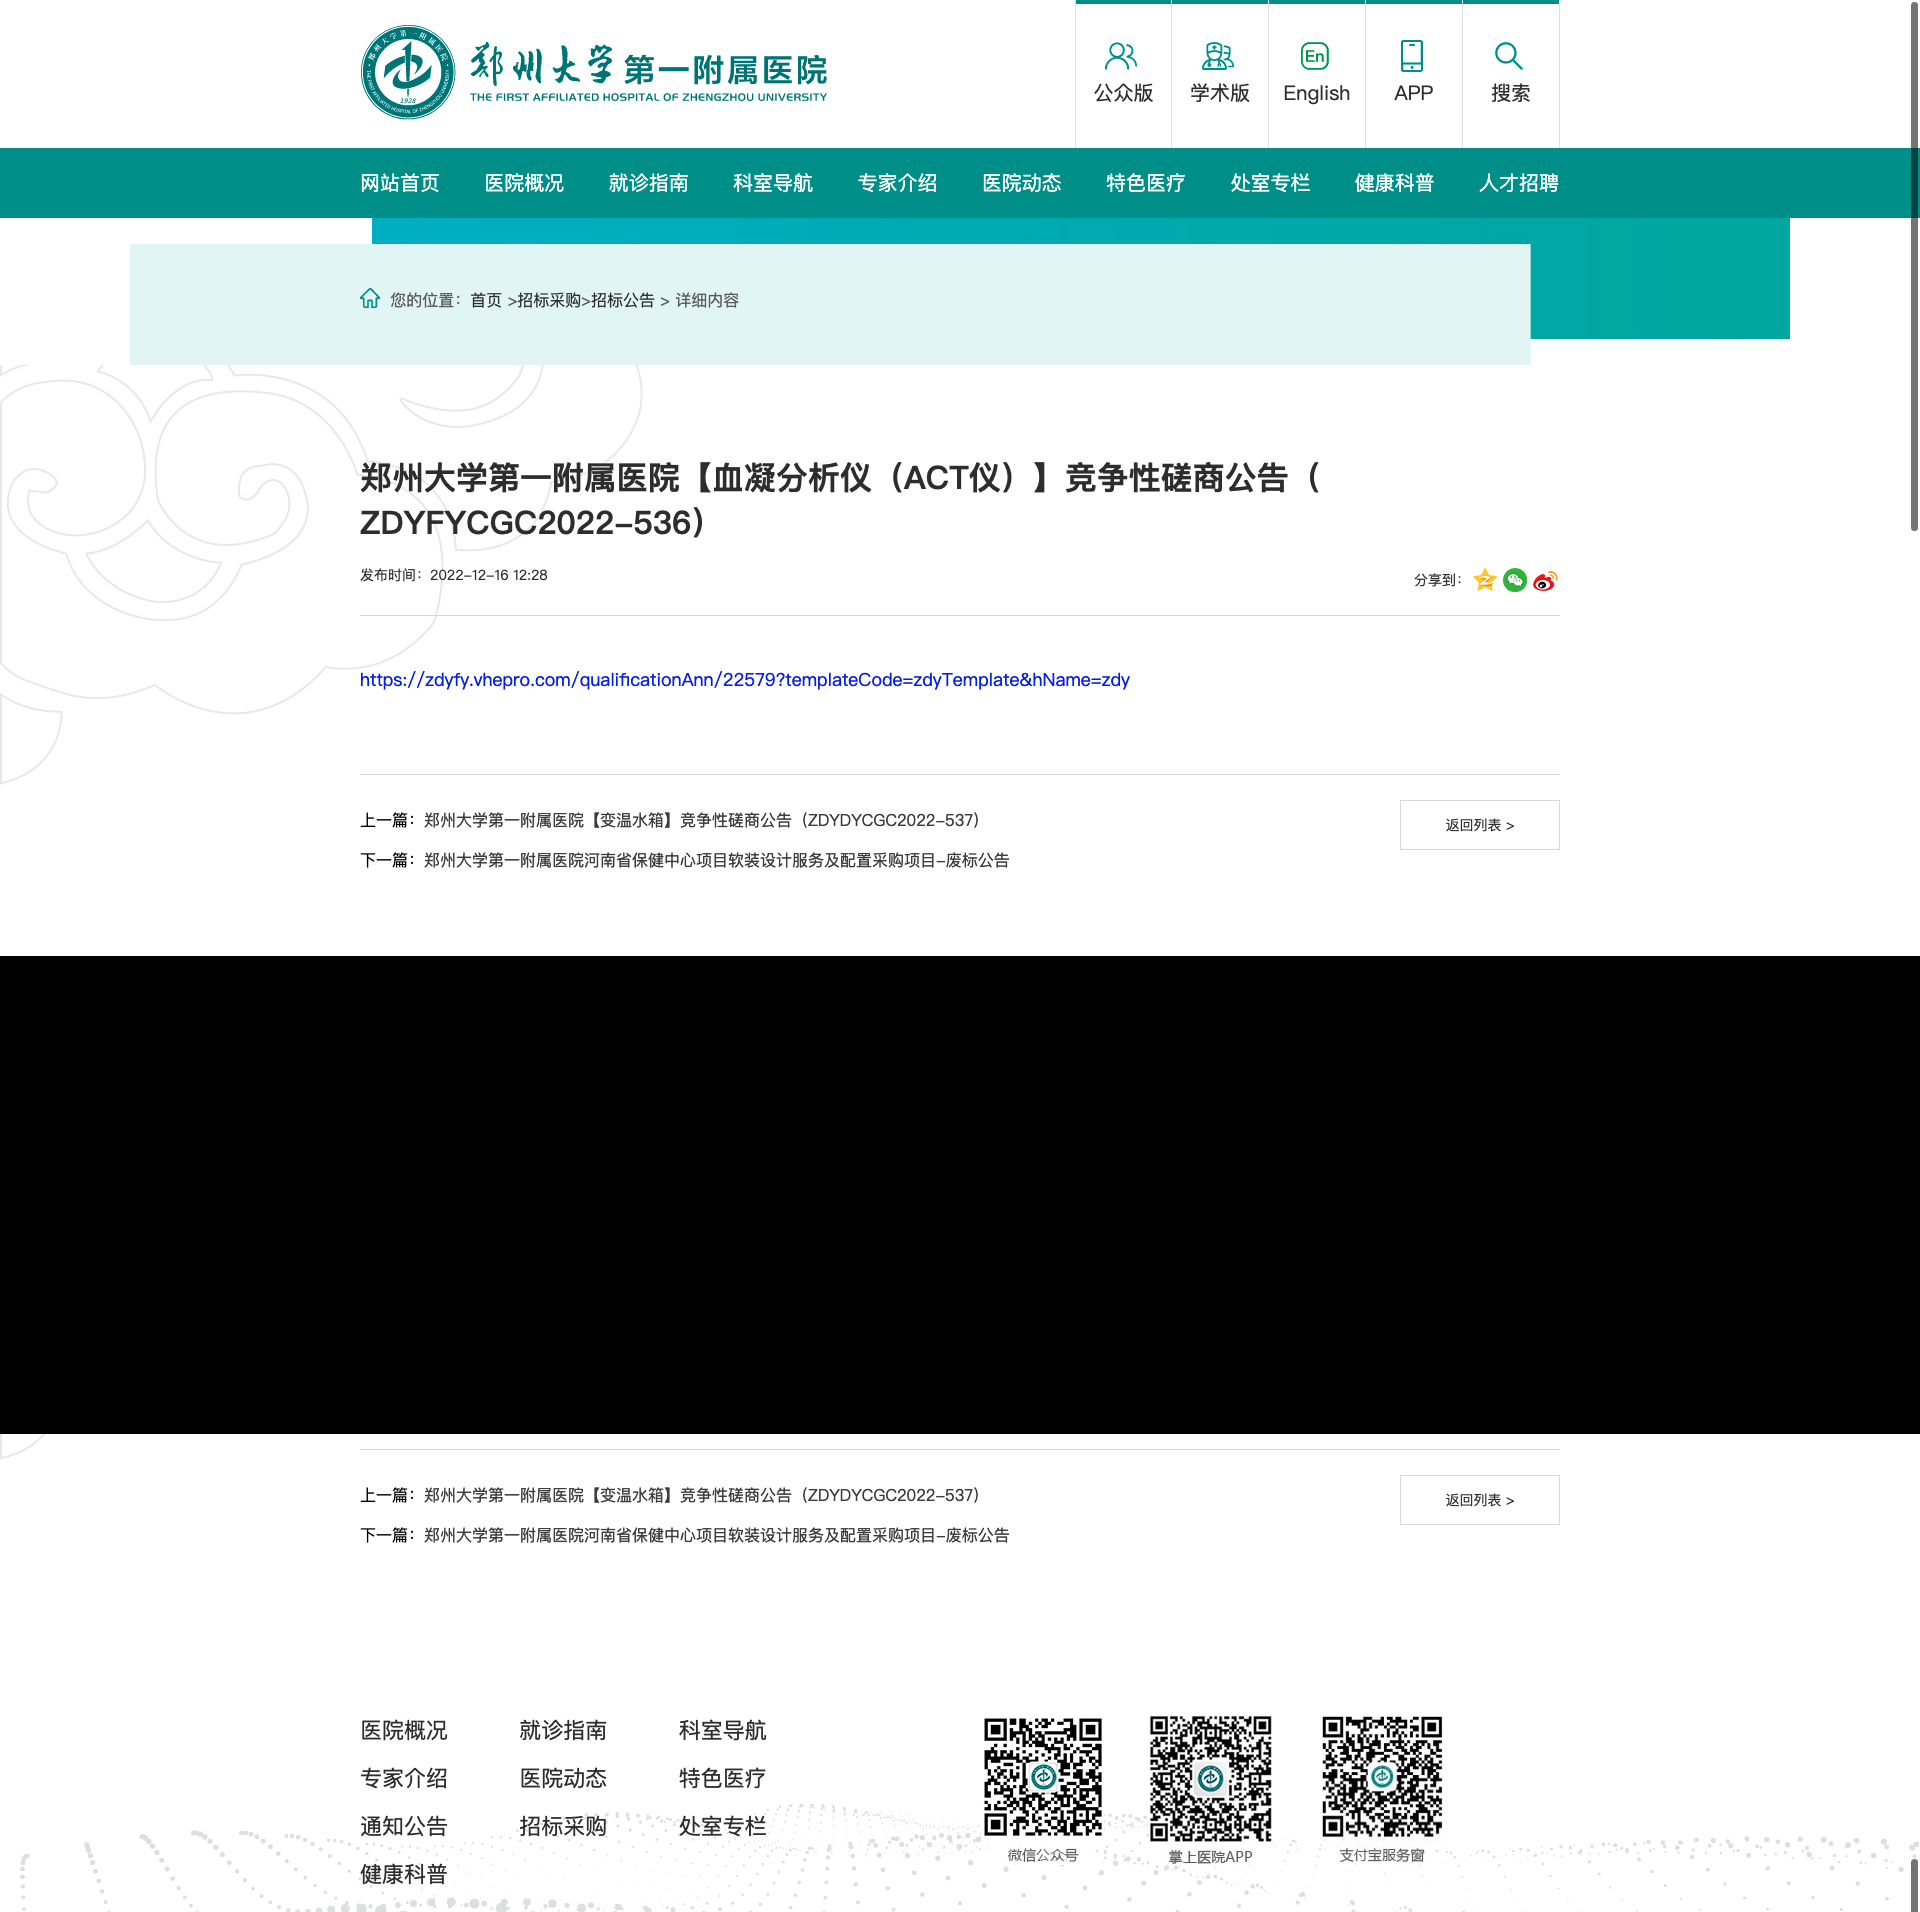 郑州大学第一附属医院
THE FIRST AFFILIATED HOSPITAL OF ZHENGZHOU UNIVERSITY
1928
公众版
学术版
En
English
APP
搜索
网站首页 医院概况 就诊指南 科室导航 专家介绍 医院动态 特色医疗 处室专栏 健康科普 人才招聘
您的位置：首页 >招标采购>招标公告 > 详细内容
郑州大学第一附属医院【血凝分析仪（ACT仪）】竞争性磋商公告（
ZDYFYCGC2022-536）
发布时间：2022-12-16 12:28
分享到：
https://zdyfy.vhepro.com/qualificationAnn/22579?templateCode=zdyTemplate&hName=zdy
上一篇：郑州大学第一附属医院【变温水箱】竞争性磋商公告（ZDYDYCGC2022-537）
返回列表 >
下一篇：郑州大学第一附属医院河南省保健中心项目软装设计服务及配置采购项目-废标公告
上一篇：郑州大学第一附属医院【变温水箱】竞争性磋商公告（ZDYDYCGC2022-537）
返回列表 >
下一篇：郑州大学第一附属医院河南省保健中心项目软装设计服务及配置采购项目-废标公告
医院概况 就诊指南 科室导航
专家介绍 医院动态 特色医疗
通知公告 招标采购 处室专栏
健康科普
微信公众号
掌上医院APP
支付宝服务窗